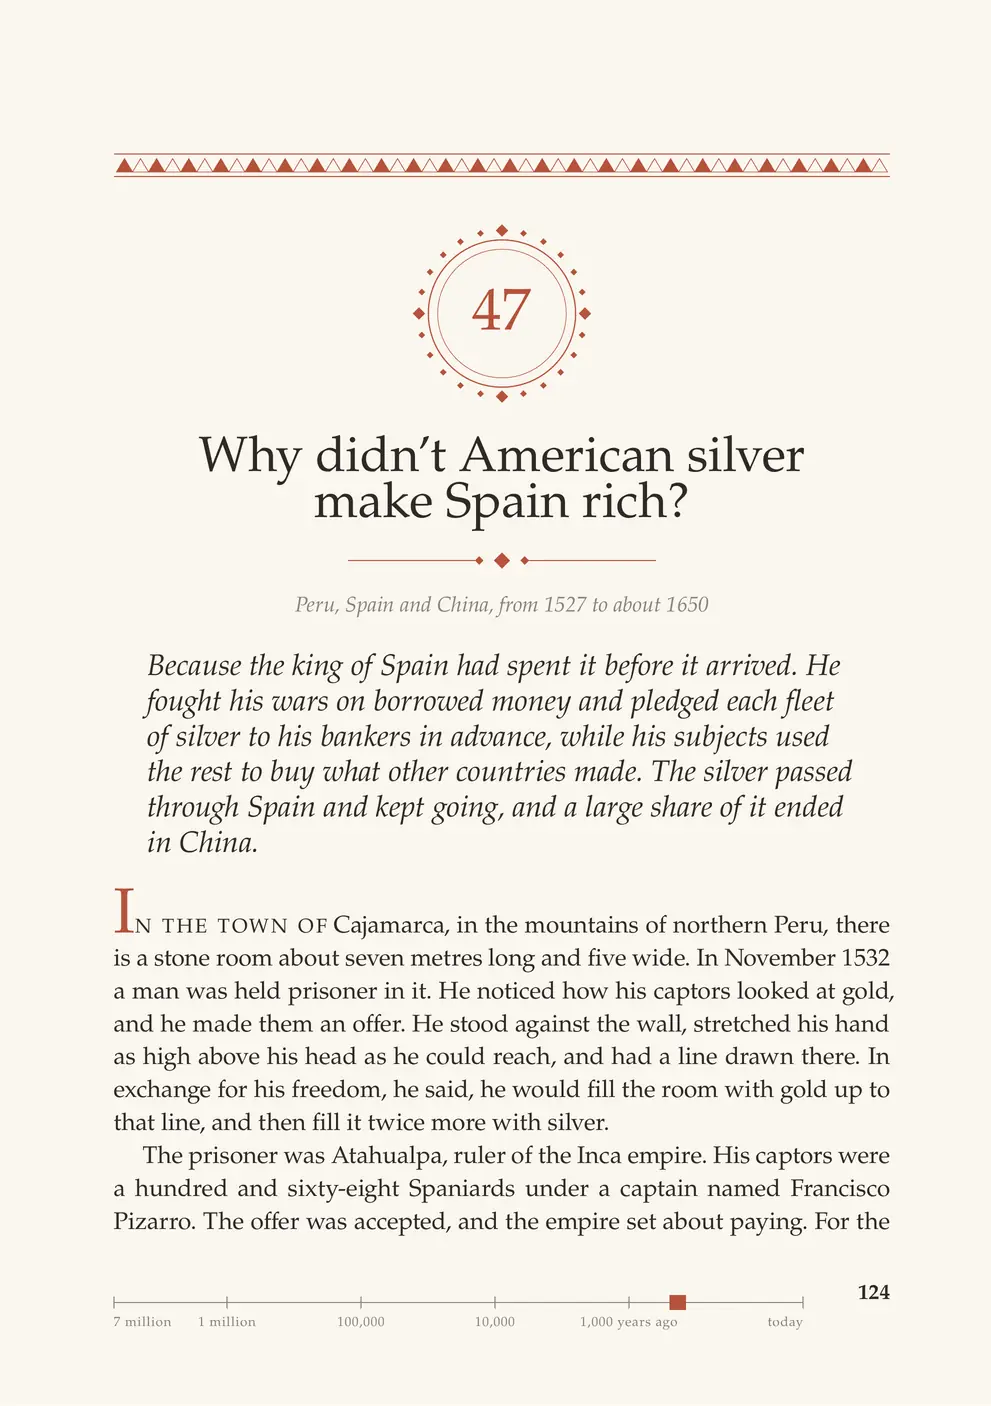 47
Why didn’t American silver
make Spain rich?
Peru, Spain and China, from 1527 to about 1650
Because the king of Spain had spent it before it arrived. He
fought his wars on borrowed money and pledged each fleet
of silver to his bankers in advance, while his subjects used
the rest to buy what other countries made. The silver passed
through Spain and kept going, and a large share of it ended
in China.
IN THE TOWN OF Cajamarca, in the mountains of northern Peru, there
is a stone room about seven metres long and five wide. In November 1532
a man was held prisoner in it. He noticed how his captors looked at gold,
and he made them an offer. He stood against the wall, stretched his hand
as high above his head as he could reach, and had a line drawn there. In
exchange for his freedom, he said, he would fill the room with gold up to
that line, and then fill it twice more with silver.
The prisoner was Atahualpa, ruler of the Inca empire. His captors were
a hundred and sixty-eight Spaniards under a captain named Francisco
Pizarro. The offer was accepted, and the empire set about paying. For the
124
7 million 1 million 100,000 10,000 1,000 years ago today